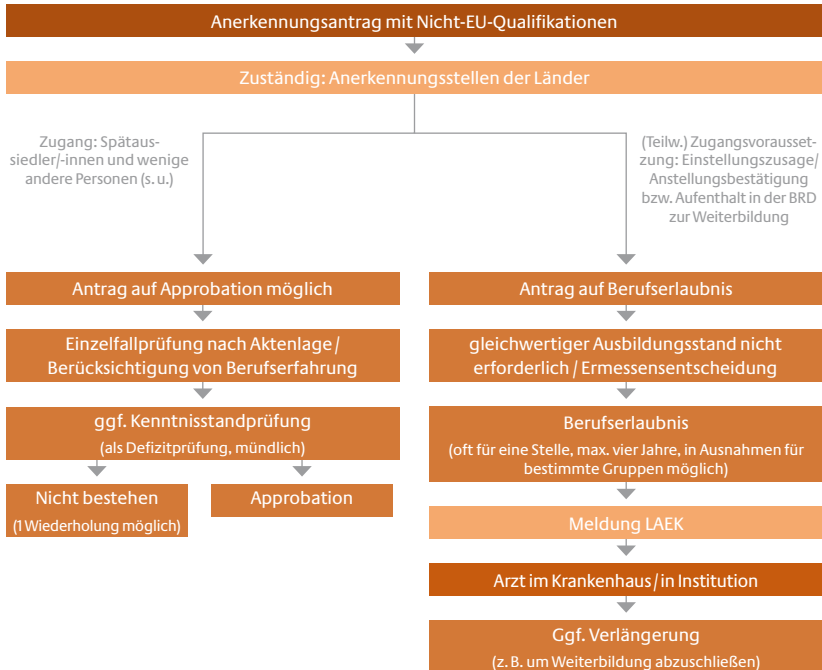 Anerkennungsantrag mit Nicht-EU-Qualifikationen
Zuständig: Anerkennungsstellen der Länder
Zugang: Spätaus-
siedler/-innen und wenige
andere Personen (s. u.)
(Teilw.) Zugangsvorausset-
zung: Einstellungszusage/
Anstellungsbestätigung
bzw. Aufenthalt in der BRD
zur Weiterbildung
Antrag auf Approbation möglich
Einzelfallprüfung nach Aktenlage /
Berücksichtigung von Berufserfahrung
ggf. Kenntnisstandprüfung
(als Defizitprüfung, mündlich)
Nicht bestehen
(1 Wiederholung möglich)
Approbation
Antrag auf Berufserlaubnis
gleichwertiger Ausbildungsstand nicht
erforderlich / Ermessensentscheidung
Berufserlaubnis
(oft für eine Stelle, max. vier Jahre, in Ausnahmen für
bestimmte Gruppen möglich)
Meldung LAEK
Arzt im Krankenhaus / in Institution
Ggf. Verlängerung
(z. B. um Weiterbildung abzuschließen)